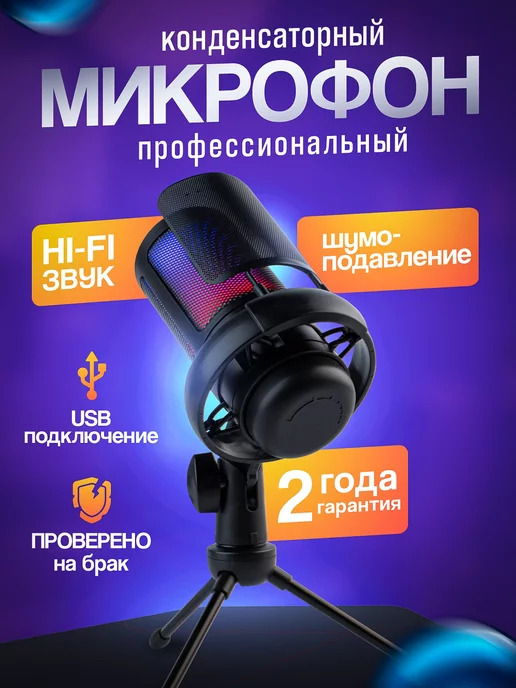 конденсаторный
МИКРОФОН
профессиональный
HI-FI
ЗВУК
шумо-
подавление
USB
подключение
ПРОВЕРЕНО
на брак
2 года
гарантия